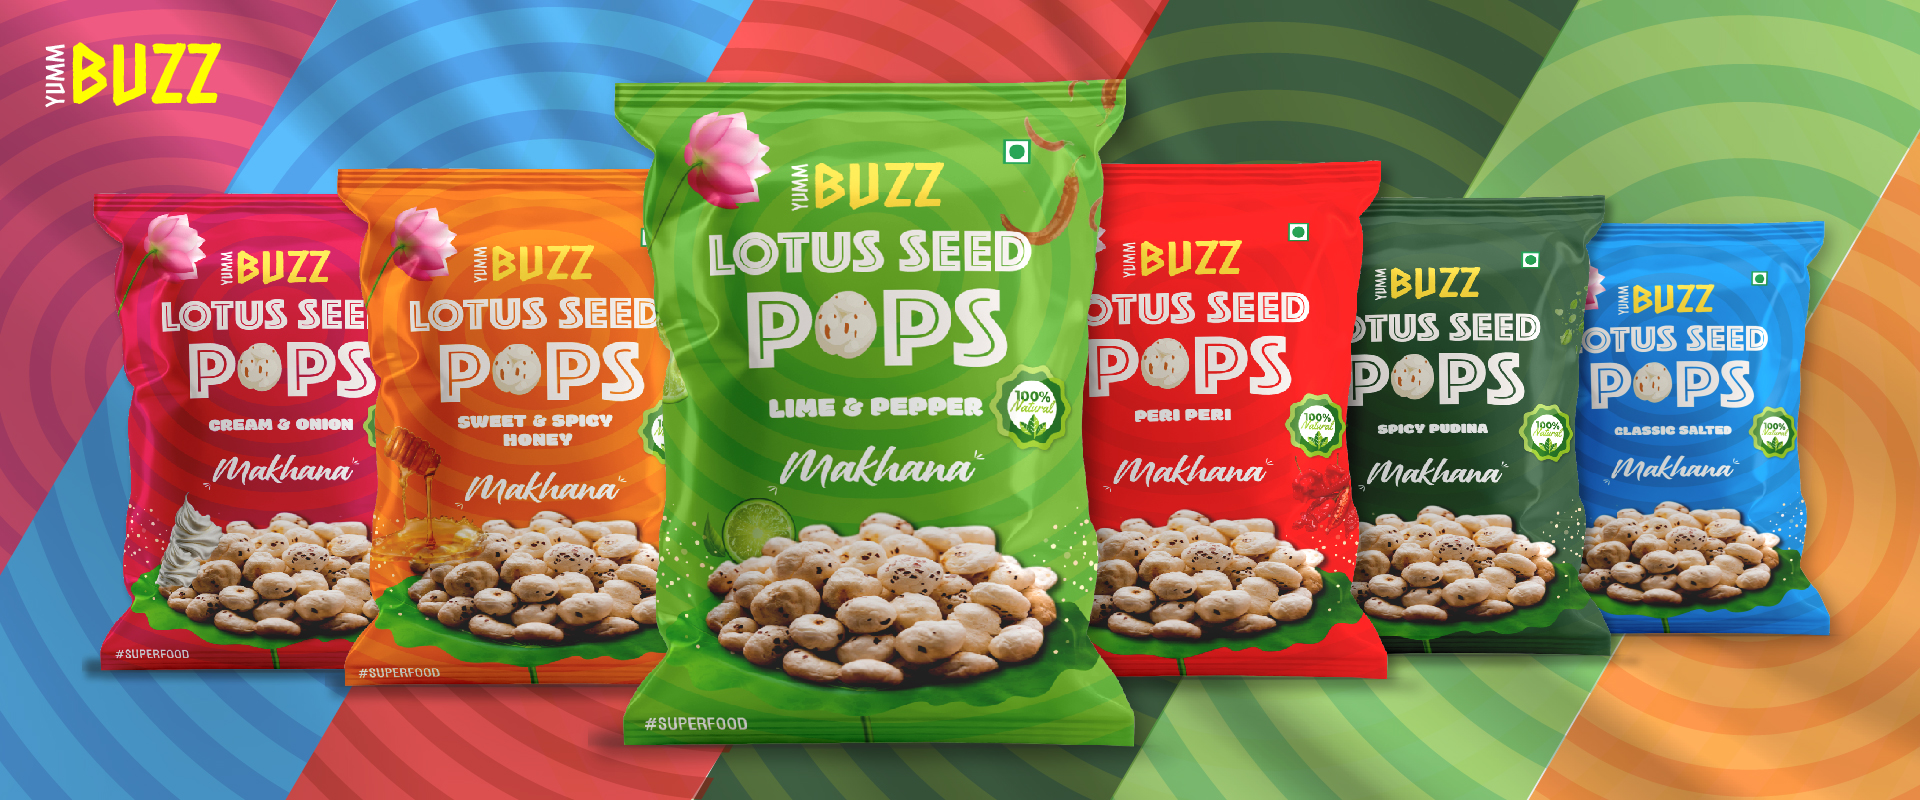 YUMM BUZZ
YUMM BUZZ
LOTUS SEE
POPS
CREAM & ONION
Makhana
#SUPERFOOD
YUMM BUZZ
LOTUS SEED
POPS
SWEET & SPICY
HONEY
Makhana
#SUPERFOOD
YUMM BUZZ
LOTUS SEED
POPS
LIME & PEPPER
100%
Natural
Makhana
#SUPERFOOD
YUMM BUZZ
OTUS SEED
POPS
PERI PERI
100%
Natural
Makhana
YUMM BUZZ
OTUS SEED
POPS
SPICY PUDINA
100%
Natural
Makhana
YUMM BUZZ
OTUS SEED
POPS
CLASSIC SALTED
100%
Natural
Makhana